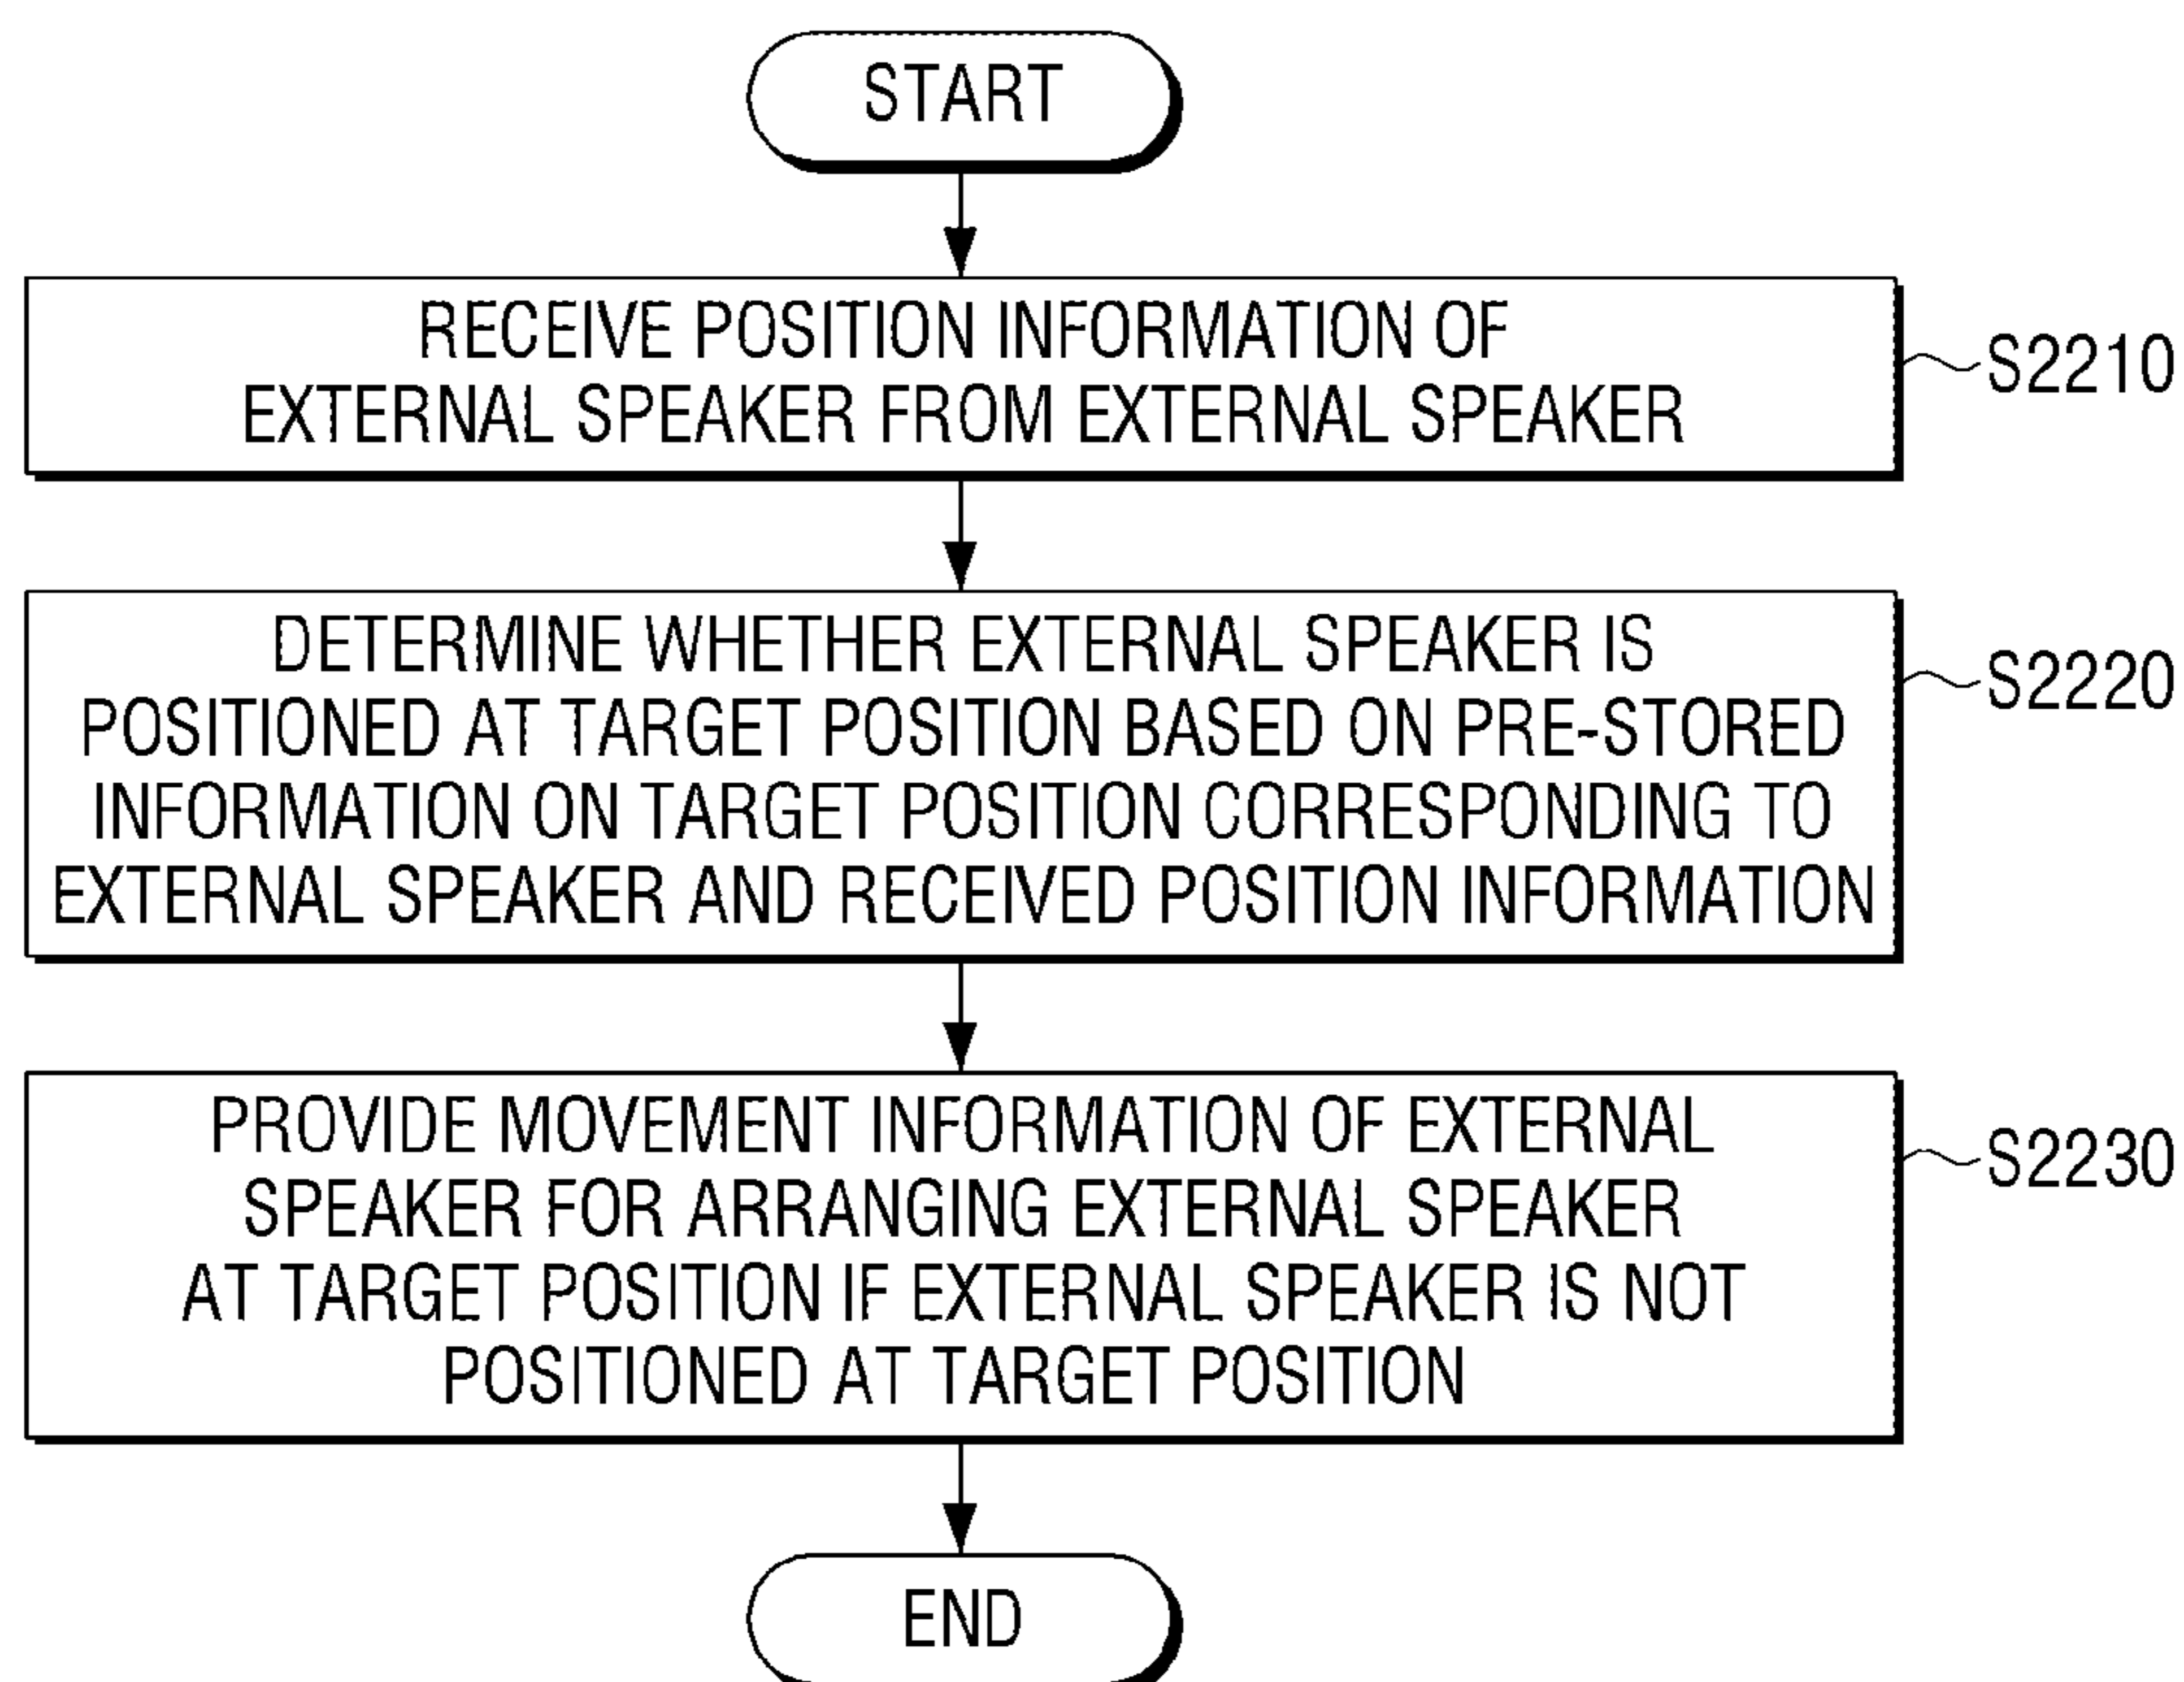 START
RECEIVE POSITION INFORMATION OF
EXTERNAL SPEAKER FROM EXTERNAL SPEAKER
S2210
DETERMINE WHETHER EXTERNAL SPEAKER IS
POSITIONED AT TARGET POSITION BASED ON PRE-STORED
INFORMATION ON TARGET POSITION CORRESPONDING TO
EXTERNAL SPEAKER AND RECEIVED POSITION INFORMATION
S2220
PROVIDE MOVEMENT INFORMATION OF EXTERNAL
SPEAKER FOR ARRANGING EXTERNAL SPEAKER
AT TARGET POSITION IF EXTERNAL SPEAKER IS NOT
POSITIONED AT TARGET POSITION
S2230
END